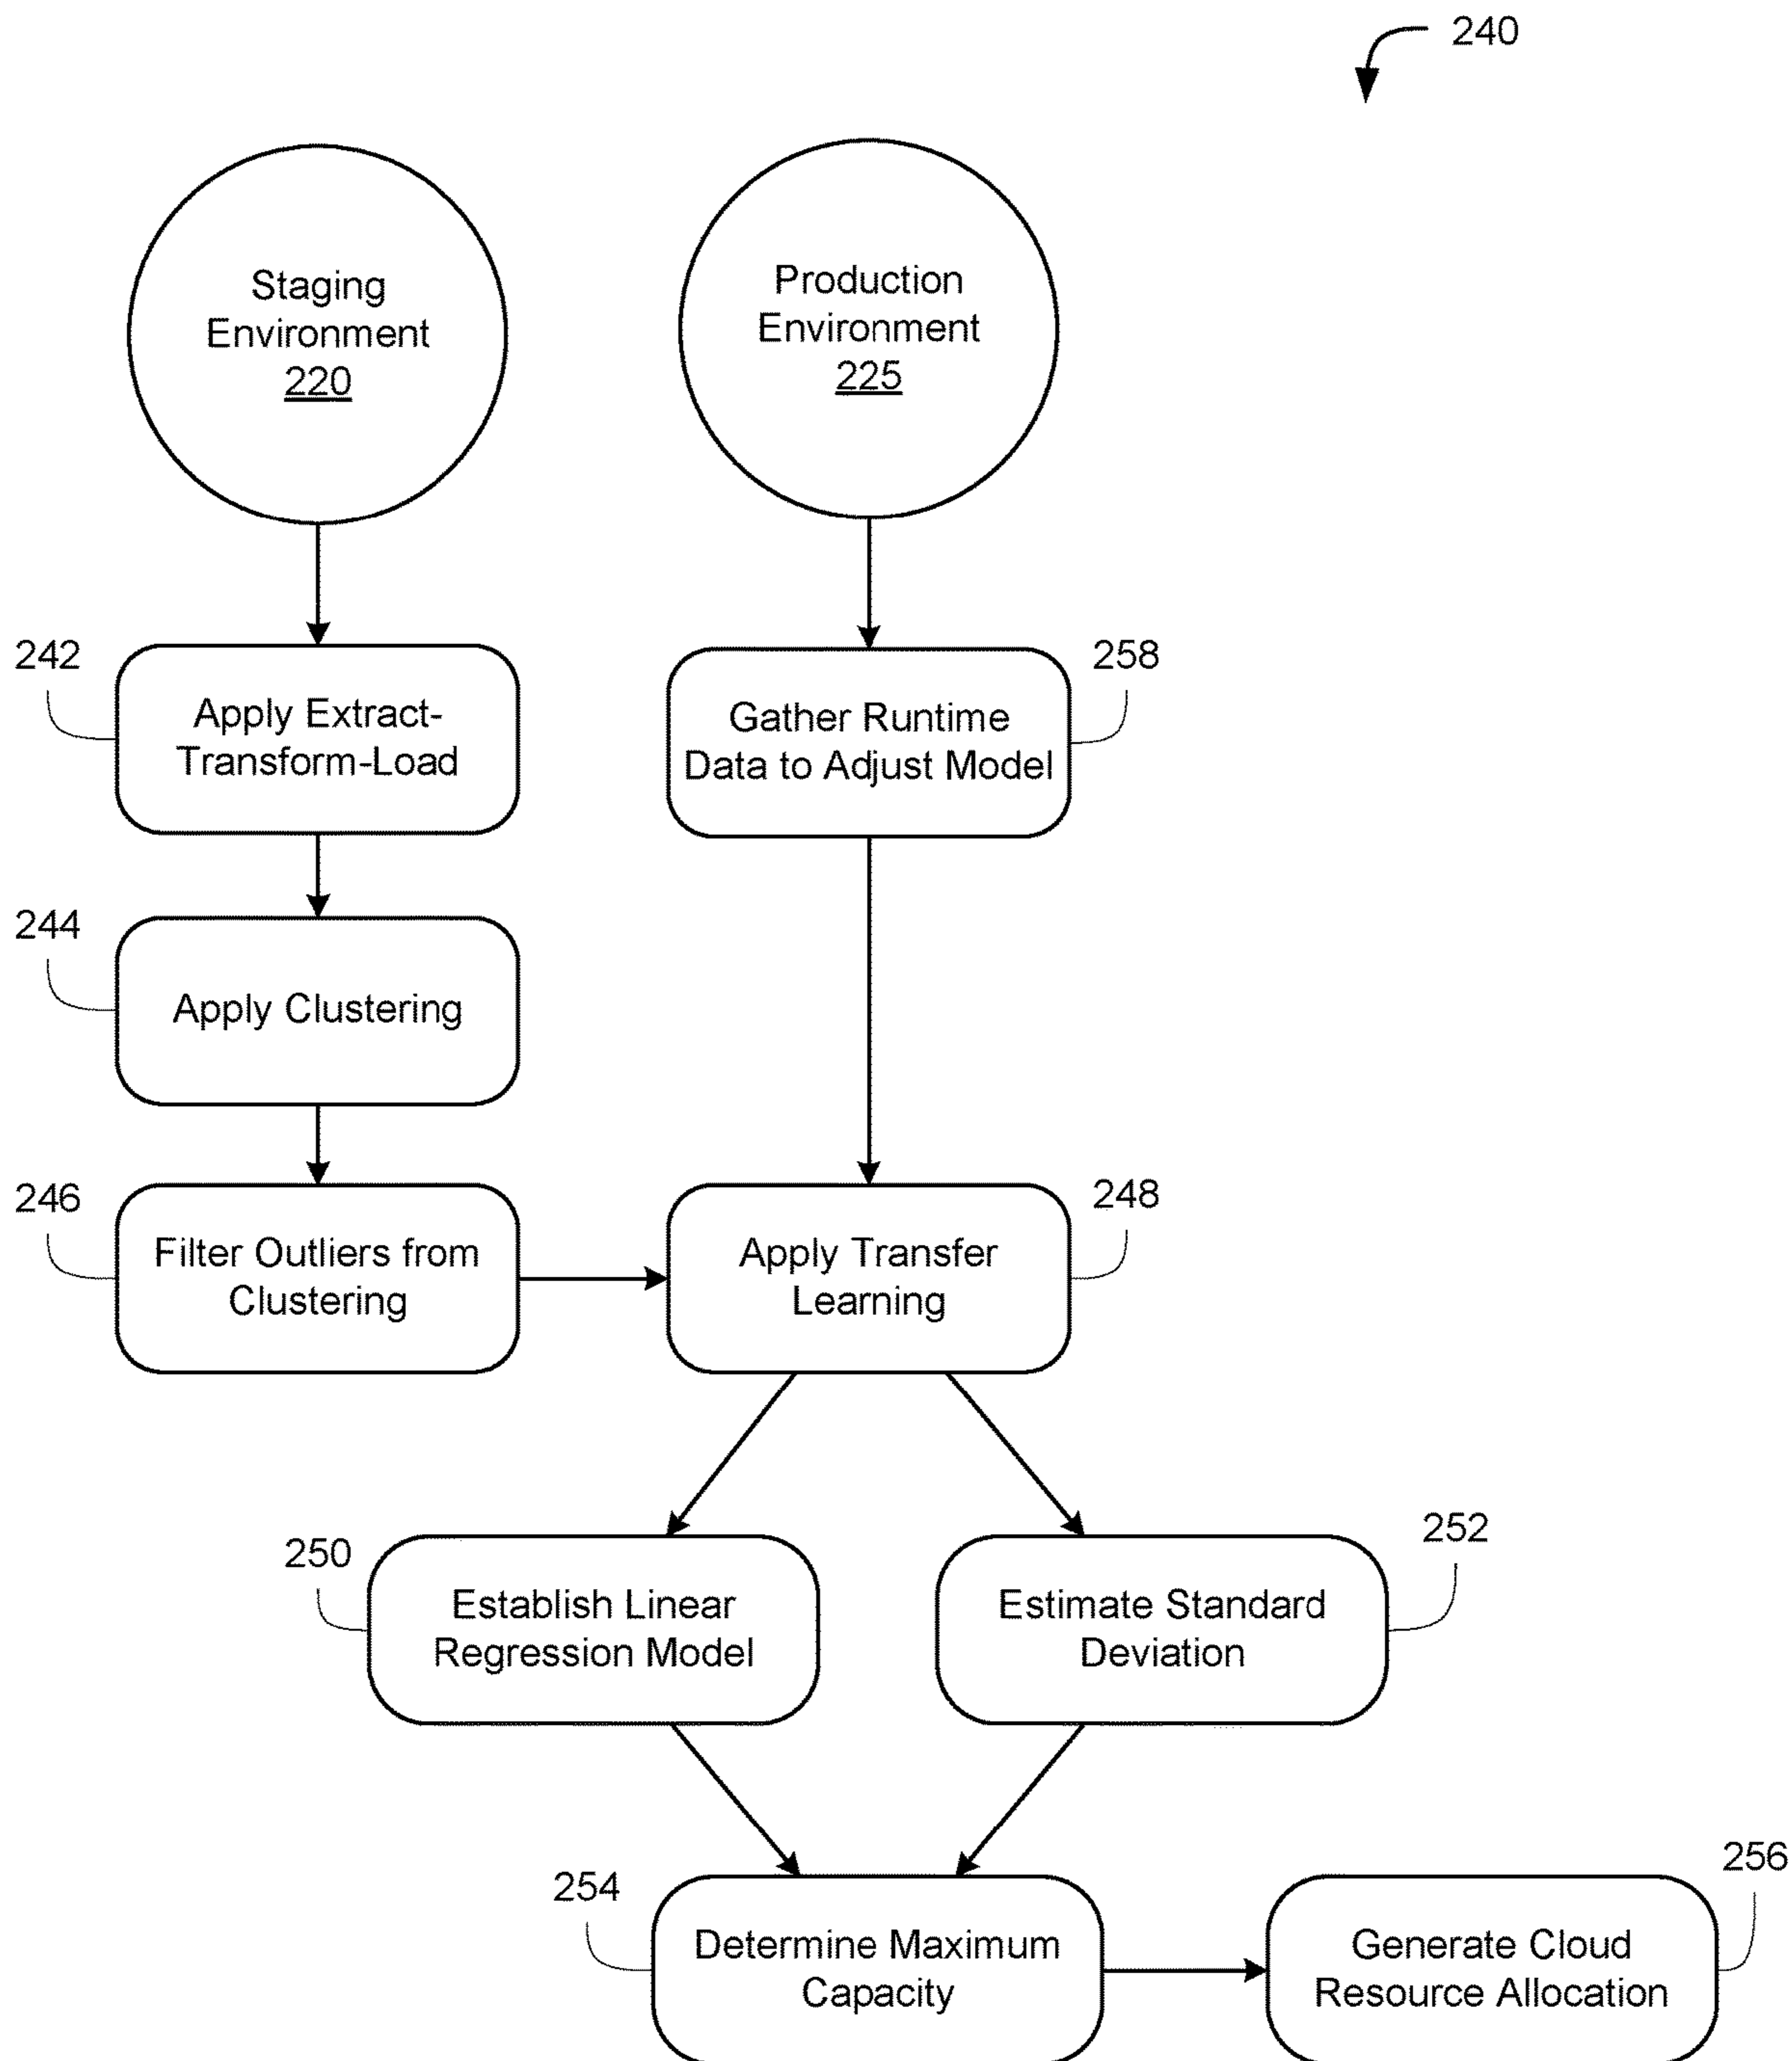 240
Staging
Environment
220
Production
Environment
225
242
Apply Extract-
Transform-Load
258
Gather Runtime
Data to Adjust Model
244
Apply Clustering
246
Filter Outliers from
Clustering
248
Apply Transfer
Learning
250
Establish Linear
Regression Model
252
Estimate Standard
Deviation
254
Determine Maximum
Capacity
256
Generate Cloud
Resource Allocation